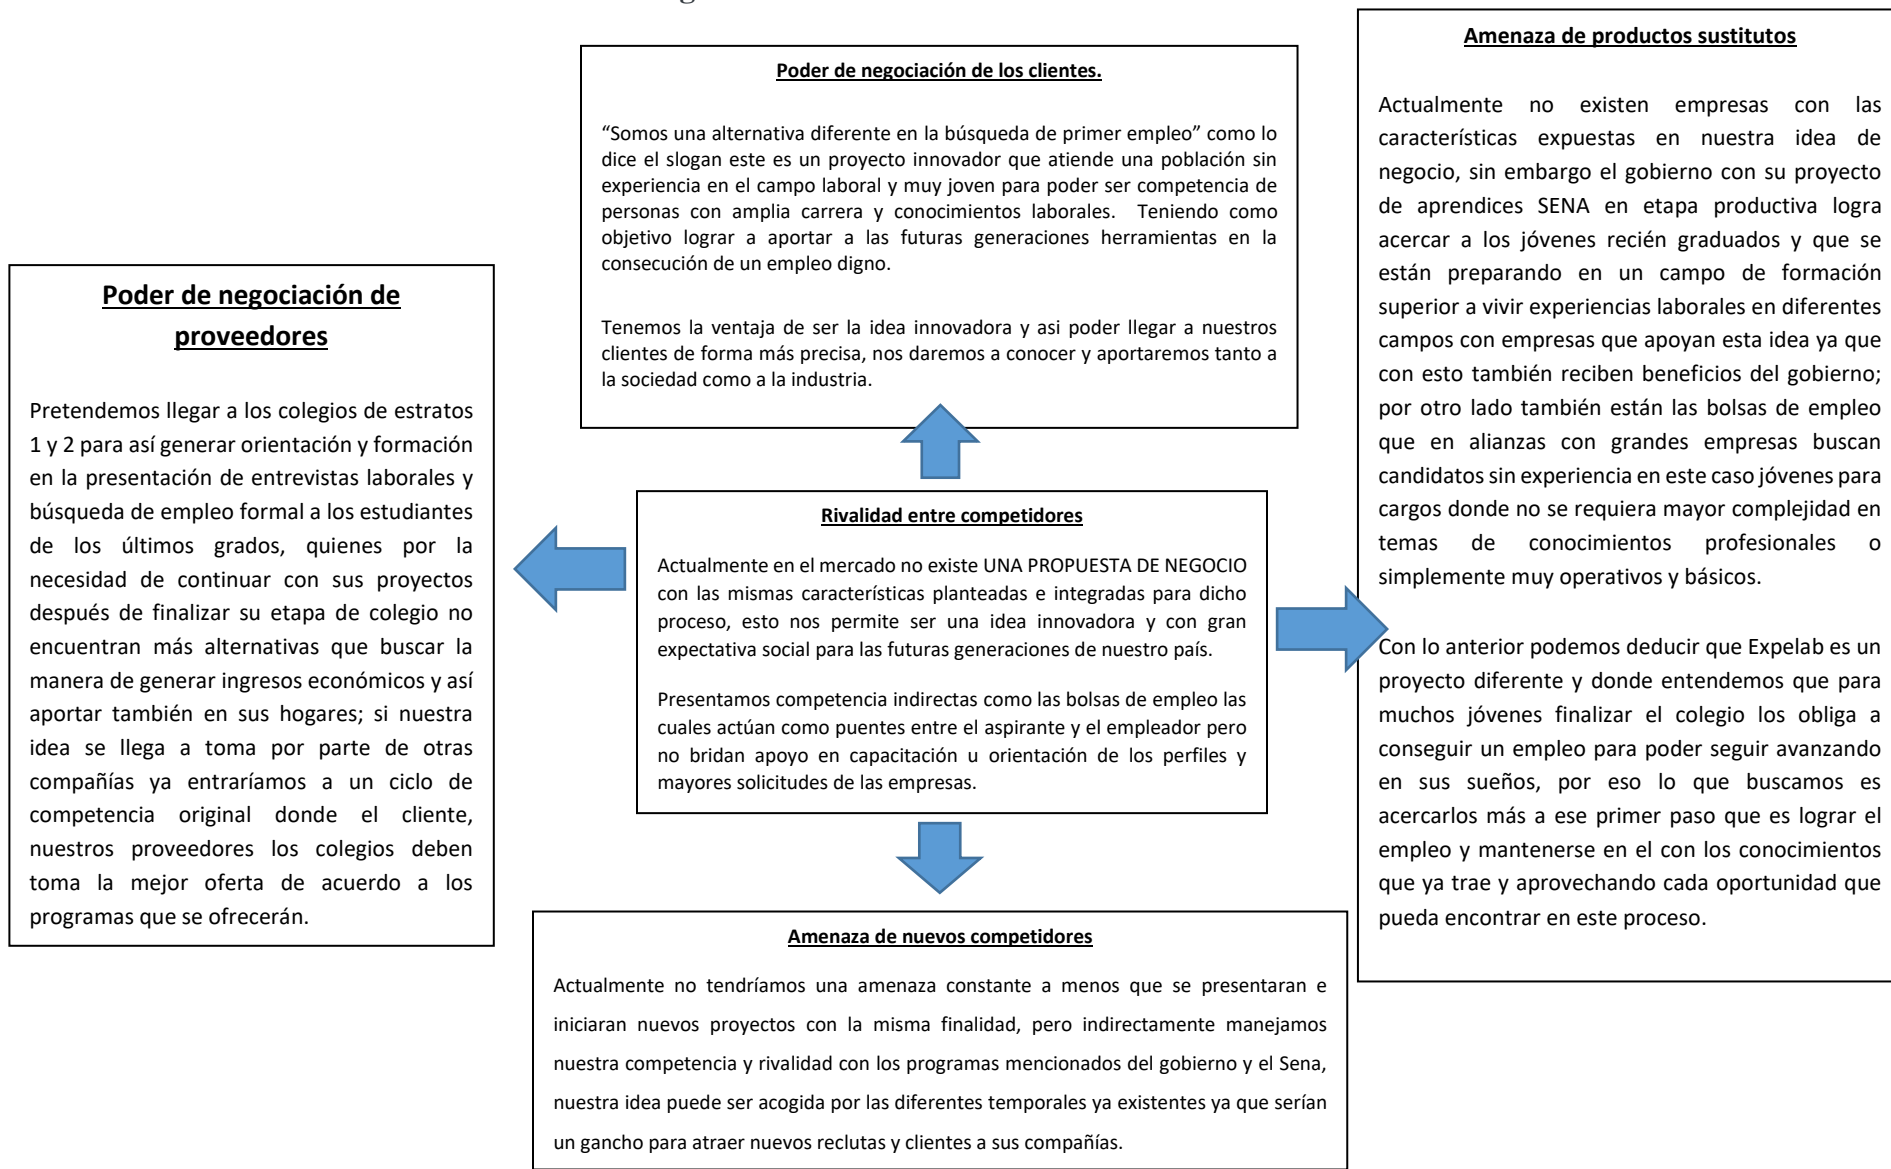 Poder de negociación de los clientes.
“Somos una alternativa diferente en la búsqueda de primer empleo” como lo
dice el slogan este es un proyecto innovador que atiende una población sin
experiencia en el campo laboral y muy joven para poder ser competencia de
personas con amplia carrera y conocimientos laborales. Teniendo como
objetivo lograr a aportar a las futuras generaciones herramientas en la
consecución de un empleo digno.
Tenemos la ventaja de ser la idea innovadora y asi poder llegar a nuestros
clientes de forma más precisa, nos daremos a conocer y aportaremos tanto a
la sociedad como a la industria.
Poder de negociación de
proveedores
Pretendemos llegar a los colegios de estratos
1 y 2 para así generar orientación y formación
en la presentación de entrevistas laborales y
búsqueda de empleo formal a los estudiantes
de los últimos grados, quienes por la
necesidad de continuar con sus proyectos
después de finalizar su etapa de colegio no
encuentran más alternativas que buscar la
manera de generar ingresos económicos y así
aportar también en sus hogares; si nuestra
idea se llega a toma por parte de otras
compañías ya entraríamos a un ciclo de
competencia original donde el cliente,
nuestros proveedores los colegios deben
toma la mejor oferta de acuerdo a los
programas que se ofrecerán.
Rivalidad entre competidores
Actualmente en el mercado no existe UNA PROPUESTA DE NEGOCIO
con las mismas características planteadas e integradas para dicho
proceso, esto nos permite ser una idea innovadora y con gran
expectativa social para las futuras generaciones de nuestro país.
Presentamos competencia indirectas como las bolsas de empleo las
cuales actúan como puentes entre el aspirante y el empleador pero
no bridan apoyo en capacitación u orientación de los perfiles y
mayores solicitudes de las empresas.
Amenaza de productos sustitutos
Actualmente no existen empresas con las
características expuestas en nuestra idea de
negocio, sin embargo el gobierno con su proyecto
de aprendices SENA en etapa productiva logra
acercar a los jóvenes recién graduados y que se
están preparando en un campo de formación
superior a vivir experiencias laborales en diferentes
campos con empresas que apoyan esta idea ya que
con esto también reciben beneficios del gobierno;
por otro lado también están las bolsas de empleo
que en alianzas con grandes empresas buscan
candidatos sin experiencia en este caso jóvenes para
cargos donde no se requiera mayor complejidad en
temas de conocimientos profesionales o
simplemente muy operativos y básicos.
Con lo anterior podemos deducir que Expelab es un
proyecto diferente y donde entendemos que para
muchos jóvenes finalizar el colegio los obliga a
conseguir un empleo para poder seguir avanzando
en sus sueños, por eso lo que buscamos es
acercarlos más a ese primer paso que es lograr el
empleo y mantenerse en el con los conocimientos
que ya trae y aprovechando cada oportunidad que
pueda encontrar en este proceso.
Amenaza de nuevos competidores
Actualmente no tendríamos una amenaza constante a menos que se presentaran e
iniciaran nuevos proyectos con la misma finalidad, pero indirectamente manejamos
nuestra competencia y rivalidad con los programas mencionados del gobierno y el Sena,
nuestra idea puede ser acogida por las diferentes temporales ya existentes ya que serían
un gancho para atraer nuevos reclutas y clientes a sus compañías.